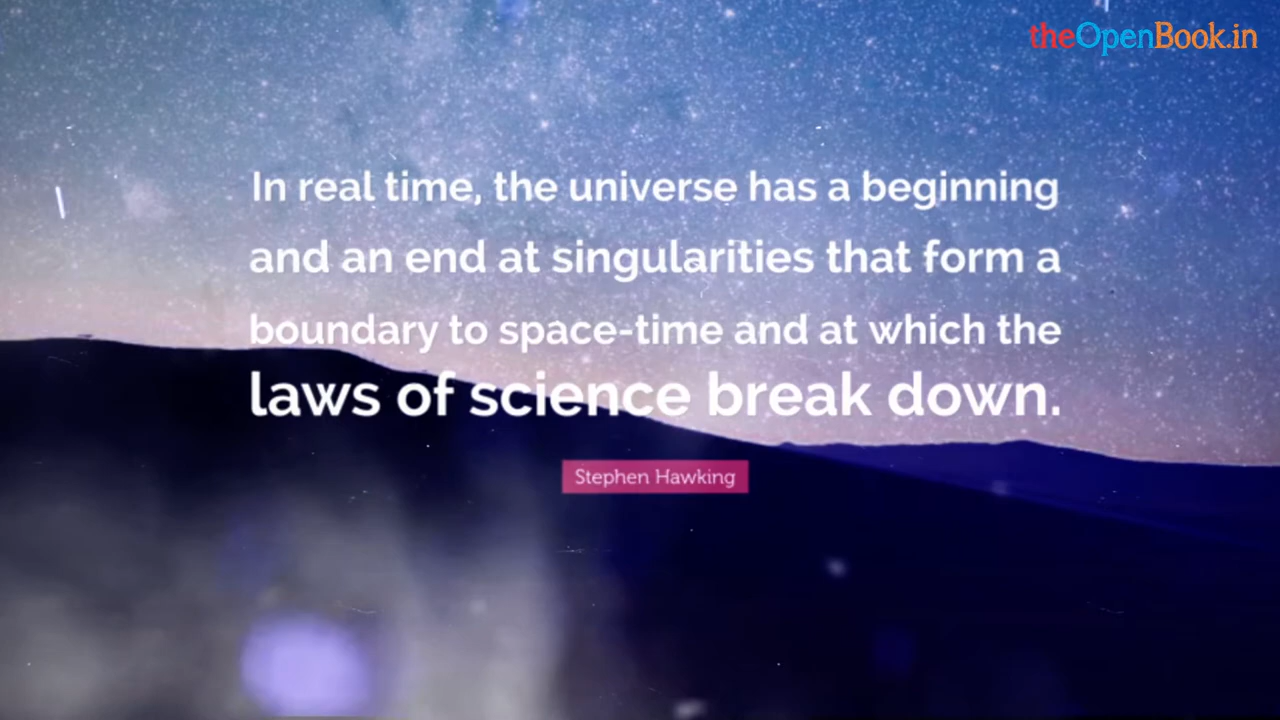 theOpenBook.in
In real time, the universe has a beginning
and an end at singularities that form a
boundary to space-time and at which the
laws of science break down.
Stephen Hawking